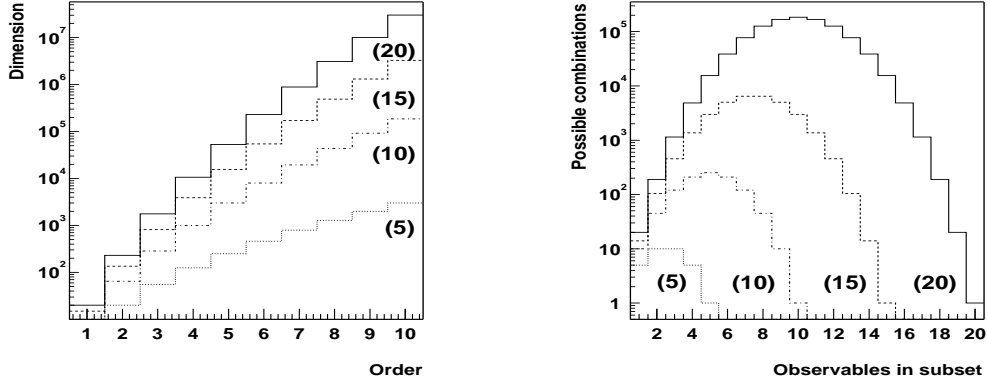 Dimension
10^7
10^6
10^5
10^4
10^3
10^2
(20)
(15)
(10)
(5)
1 2 3 4 5 6 7 8 9 10
Order
Possible combinations
10^5
10^4
10^3
10^2
10
1
(5) (10) (15) (20)
2 4 6 8 10 12 14 16 18 20
Observables in subset